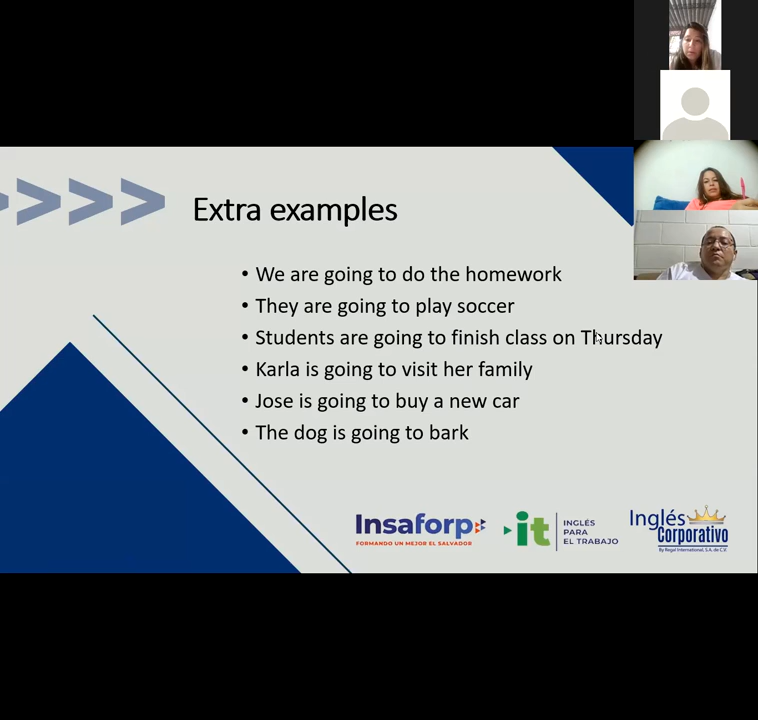 Extra examples
• We are going to do the homework
• They are going to play soccer
• Students are going to finish class on Thursday
• Karla is going to visit her family
• Jose is going to buy a new car
• The dog is going to bark
Insaforp
FORMANDO UN MEJOR EL SALVADOR
it
INGLÉS
PARA
EL TRABAJO
Inglés
Corporativo
By Regal International, S.A. de C.V.